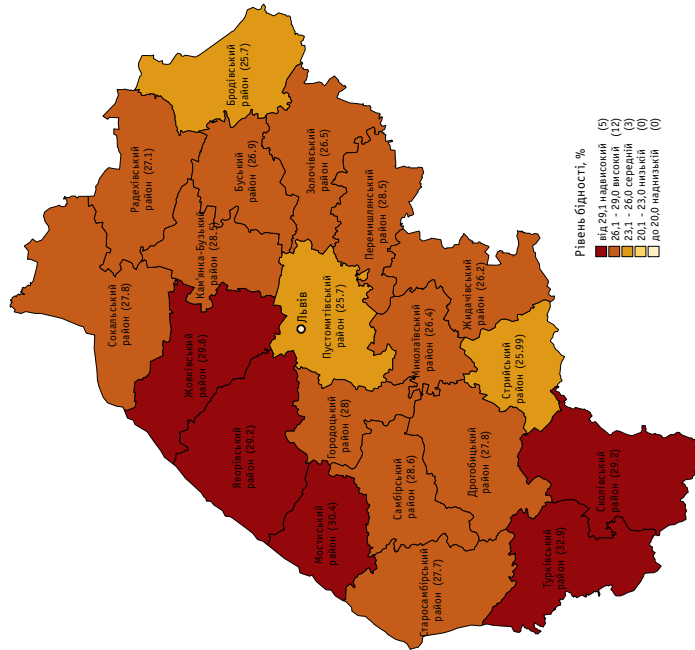 Бродівський
район (25.7)
Радехівський
район (27.1)
Буський
район (26.9)
Золочівський
район (26.5)
Сокальський
район (27.8)
Кам'янка-Бузький
район (28.5)
Перемишлянський
район (28.5)
Жовківський
район (29.6)
Львів
Пустомитівський
район (25.7)
Жидачівський
район (26.2)
Миколаївський
район (26.4)
Яворівський
район (29.2)
Городоцький
район (28)
Стрийський
район (25.99)
Мостиський
район (30.4)
Самбірський
район (28.6)
Дрогобицький
район (27.8)
Сколівський
район (29.2)
Старосамбірський
район (27.7)
Турківський
район (32.9)
Рівень бідності, %
від 29,1 надвисокий (5)
26,1 - 29,0 високий (12)
23,1 - 26,0 середній (3)
20,1 - 23,0 низькій (0)
до 20,0 наднизькій (0)